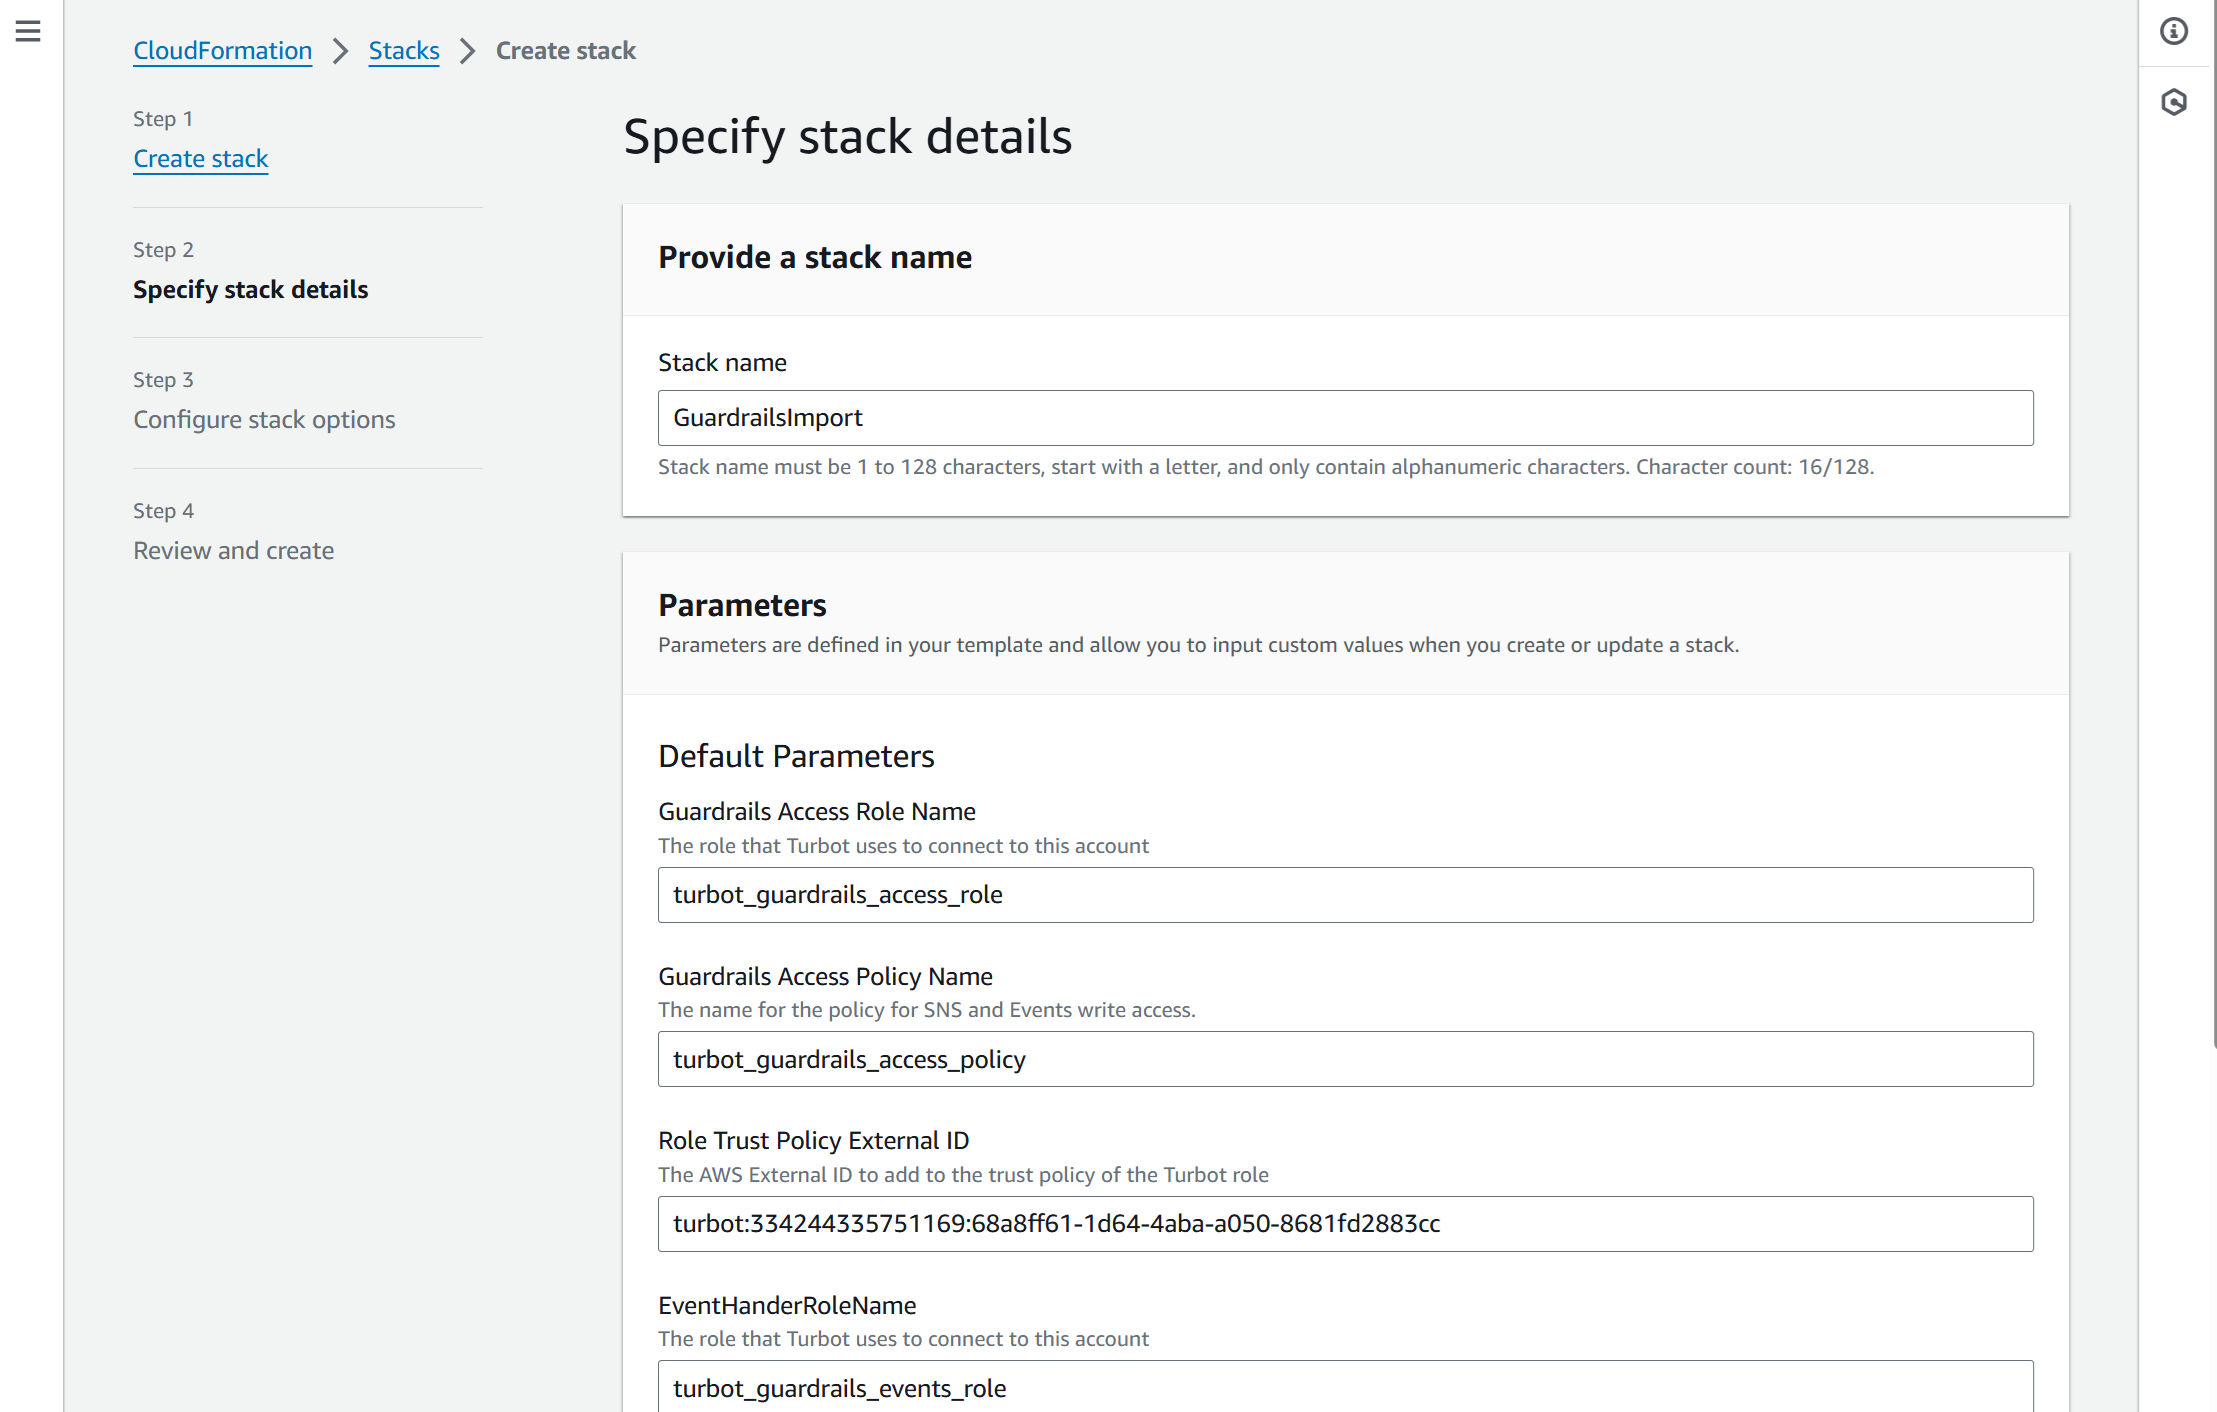 CloudFormation > Stacks > Create stack
Step 1
Create stack
Step 2
Specify stack details
Step 3
Configure stack options
Step 4
Review and create
Specify stack details
Provide a stack name
Stack name
GuardrailsImport
Stack name must be 1 to 128 characters, start with a letter, and only contain alphanumeric characters. Character count: 16/128.
Parameters
Parameters are defined in your template and allow you to input custom values when you create or update a stack.
Default Parameters
Guardrails Access Role Name
The role that Turbot uses to connect to this account
turbot_guardrails_access_role
Guardrails Access Policy Name
The name for the policy for SNS and Events write access.
turbot_guardrails_access_policy
Role Trust Policy External ID
The AWS External ID to add to the trust policy of the Turbot role
turbot:334244335751169:68a8ff61-1d64-4aba-a050-8681fd2883cc
EventHanderRoleName
The role that Turbot uses to connect to this account
turbot_guardrails_events_role